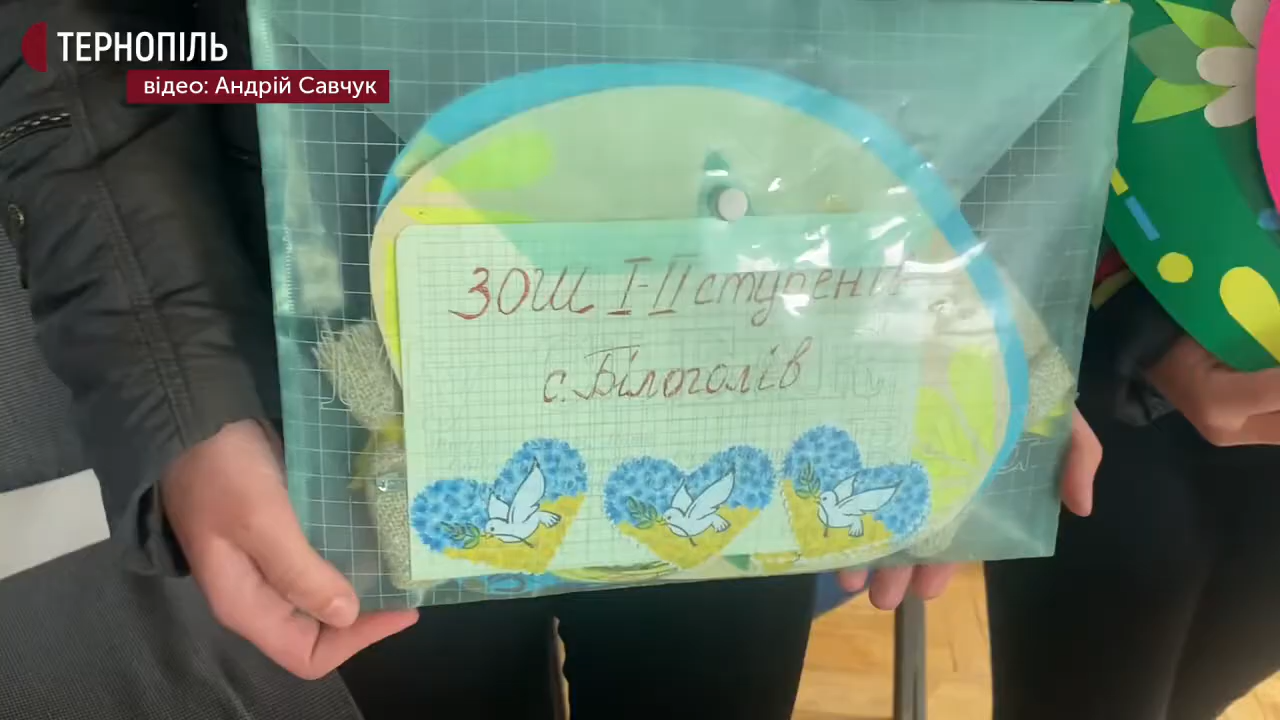 ТЕРНОПІЛЬ
відео: Андрій Савчук
ЗОШ І-ІІ ступенів
с. Білоголів